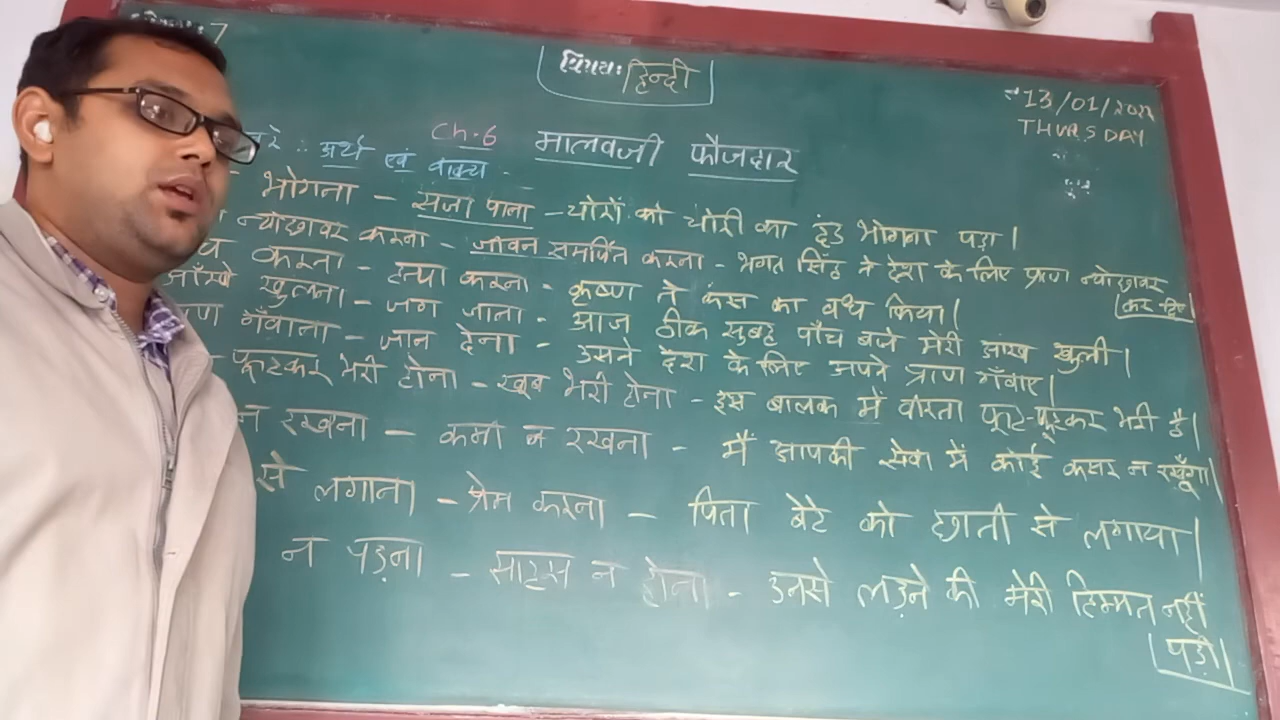 7
विषय: हिन्दी
13/01/2022
THURSDAY
Ch.6 मालवजी फौजदार
अर्थ एवं वाक्य
भोगना - सजा पाना - चोरों को चोरी का दंड भोगना पड़ा।
न्योछावर करना - जीवन समर्पित करना - भगत सिंह ने देश के लिए प्राण न्योछावर
कर दिए
करना - हत्या करना - कृष्ण ने कंस का वध किया।
आँखे खुलना - जग जाना - आज ठीक सुबह पाँच बजे मेरी आंख खुली।
गँवाना - जान देना - उसने देश के लिए अपने प्राण गँवाए।
फूटकर भरी होना - खूब भरी होना - इस बालक में वीरता फूट-फूटकर भरी है।
न रखना - कमी न रखना - मैं आपकी सेवा में कोई कसर न रखूँगा।
से लगाना - प्रेम करना - पिता बेटे को छाती से लगाया।
न पड़ना - साहस न होना - उनसे लड़ने की मेरी हिम्मत नहीं
पड़ी।